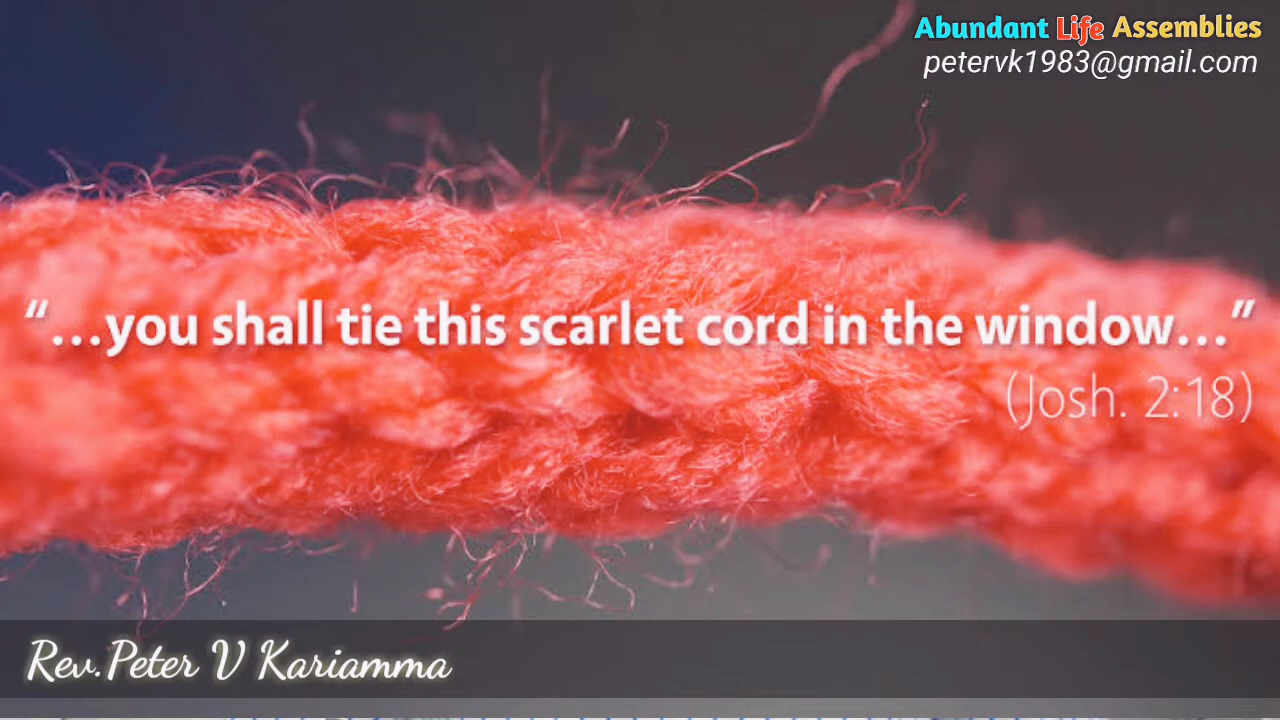 Abundant Life Assemblies
petervk1983@gmail.com
“...you shall tie this scarlet cord in the window...”
(Josh. 2:18)
Rev.Peter V Kariamma